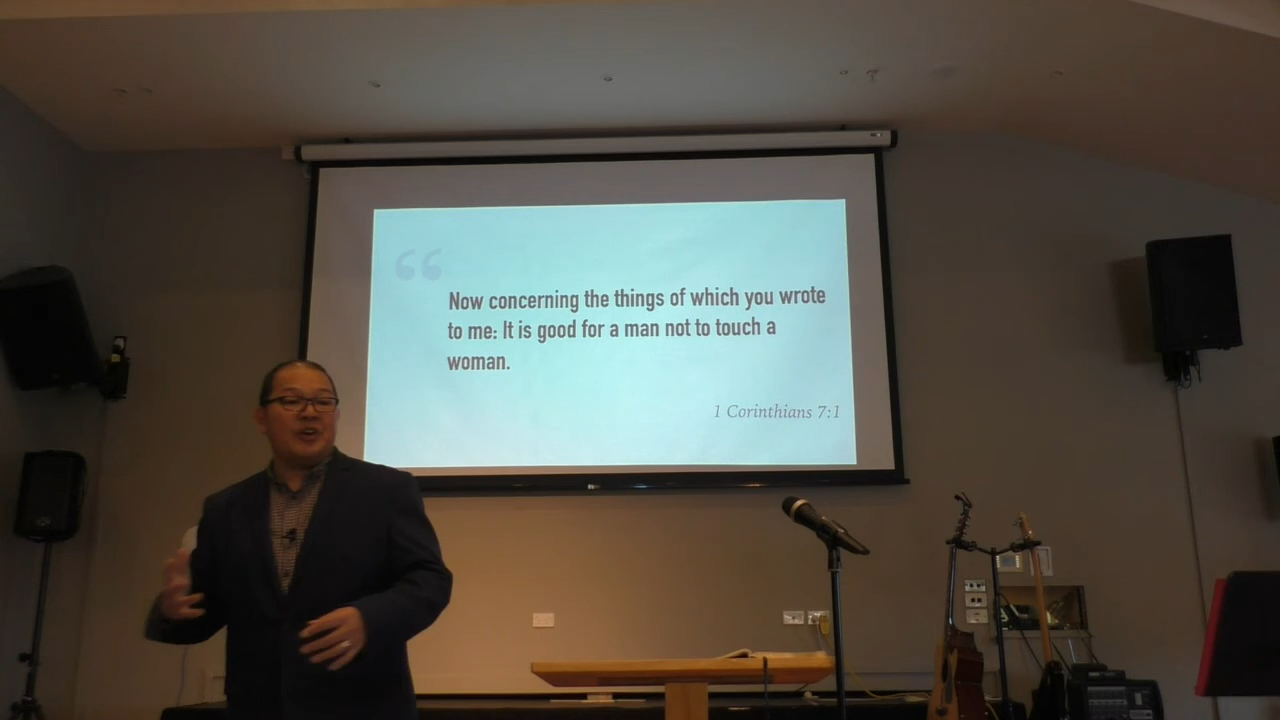 “
Now concerning the things of which you wrote
to me: It is good for a man not to touch a
woman.
1 Corinthians 7:1